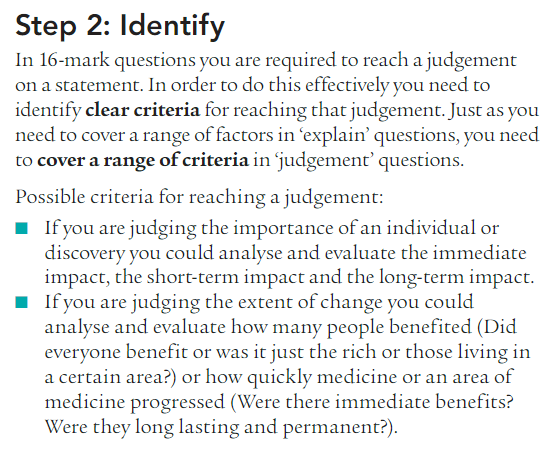 Step 2: Identify
In 16-mark questions you are required to reach a judgement
on a statement. In order to do this effectively you need to
identify clear criteria for reaching that judgement. Just as you
need to cover a range of factors in ‘explain’ questions, you need
to cover a range of criteria in ‘judgement’ questions.
Possible criteria for reaching a judgement:
■ If you are judging the importance of an individual or
discovery you could analyse and evaluate the immediate
impact, the short-term impact and the long-term impact.
■ If you are judging the extent of change you could
analyse and evaluate how many people benefited (Did
everyone benefit or was it just the rich or those living in
a certain area?) or how quickly medicine or an area of
medicine progressed (Were there immediate benefits?
Were they long lasting and permanent?).